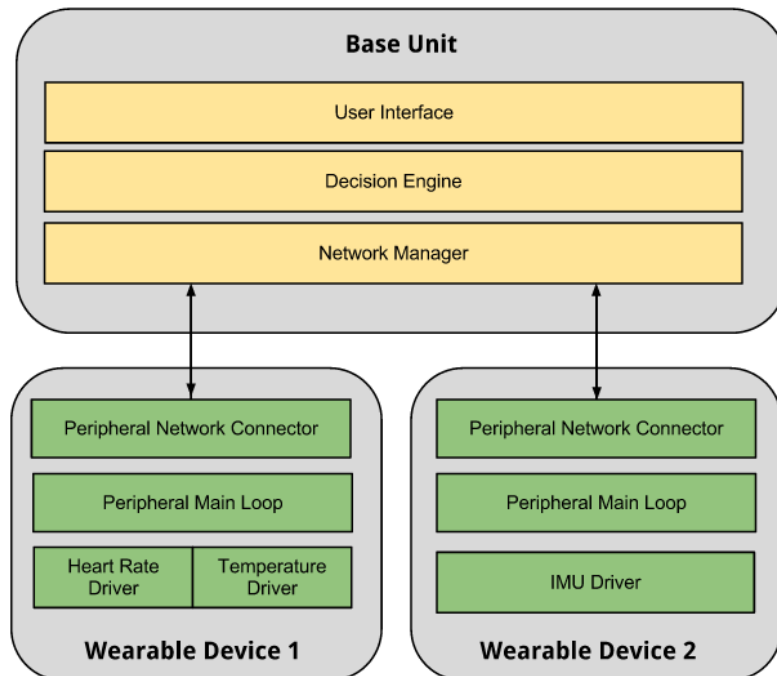 Base Unit
User Interface
Decision Engine
Network Manager
Peripheral Network Connector
Peripheral Main Loop
Heart Rate
Driver
Temperature
Driver
Wearable Device 1
Peripheral Network Connector
Peripheral Main Loop
IMU Driver
Wearable Device 2